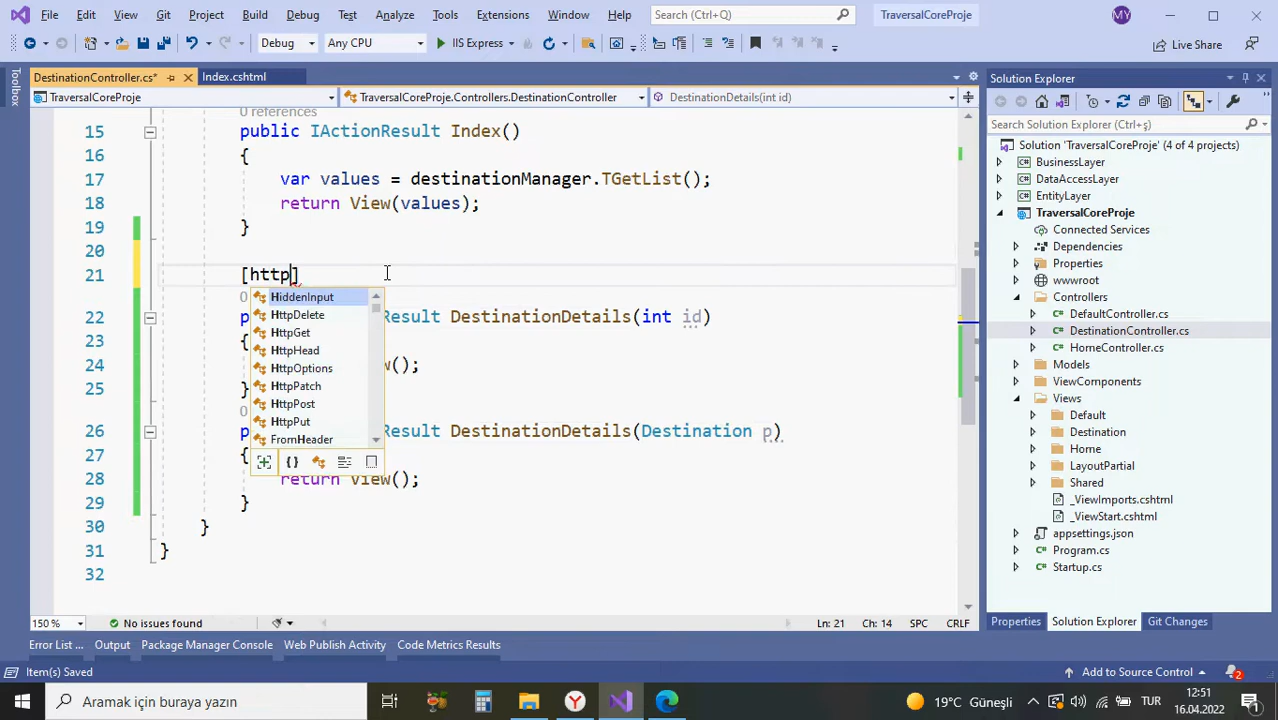 File Edit View Git Project Build Debug Test Analyze Tools Extensions Window Help Search (Ctrl+Q) TraversalCoreProje MY
Debug Any CPU IIS Express Live Share
Toolbox
DestinationController.cs* Index.cshtml
TraversalCoreProje TraversalCoreProje.Controllers.DestinationController DestinationDetails(int id)
0 references
15 public IActionResult Index()
16 {
17 var values = destinationManager.TGetList();
18 return View(values);
19 }
20
21 [http]
0
22 p Result DestinationDetails(int id)
23 {
24 w();
25 }
0
26 p Result DestinationDetails(Destination p)
27 {
28 return View();
29 }
30 }
31 }
32
HiddenInput
HttpDelete
HttpGet
HttpHead
HttpOptions
HttpPatch
HttpPost
HttpPut
FromHeader
150 % No issues found Ln: 21 Ch: 14 SPC CRLF
Error List ... Output Package Manager Console Web Publish Activity Code Metrics Results
Solution Explorer
Search Solution Explorer (Ctrl+ş)
Solution 'TraversalCoreProje' (4 of 4 projects)
BusinessLayer
DataAccessLayer
EntityLayer
TraversalCoreProje
Connected Services
Dependencies
Properties
wwwroot
Controllers
DefaultController.cs
DestinationController.cs
HomeController.cs
Models
ViewComponents
Views
Default
Destination
Home
LayoutPartial
Shared
_ViewImports.cshtml
_ViewStart.cshtml
appsettings.json
Program.cs
Startup.cs
Properties Solution Explorer Git Changes
Item(s) Saved Add to Source Control 2
Aramak için buraya yazın 19°C Güneşli TUR 12:51
16.04.2022 1